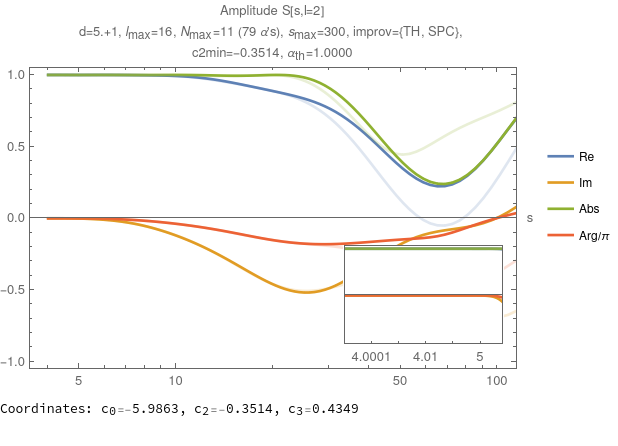 Amplitude S[s,l=2]
d=5.+1, lmax=16, Nmax=11 (79 α's), smax=300, improv={TH, SPC},
c2min=-0.3514, αth=1.0000
1.0
0.5
0.0
-0.5
-1.0
s
Re
Im
Abs
Arg/π
4.0001 4.01 5
5 10 50 100
Coordinates: c0=-5.9863, c2=-0.3514, c3=0.4349